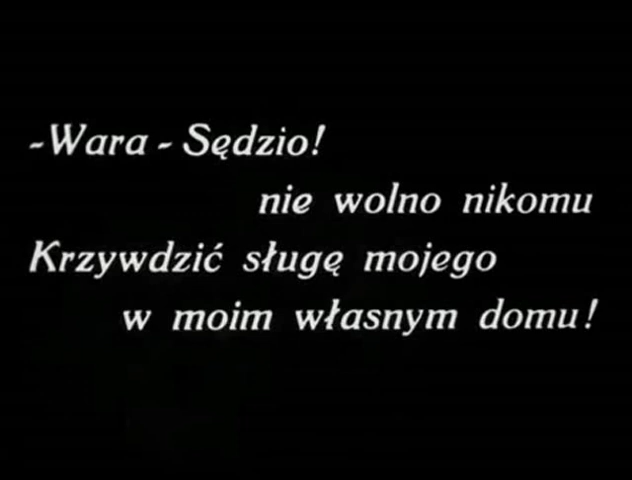 -Wara - Sędzio!
nie wolno nikomu
Krzywdzić sługę mojego
w moim własnym domu!